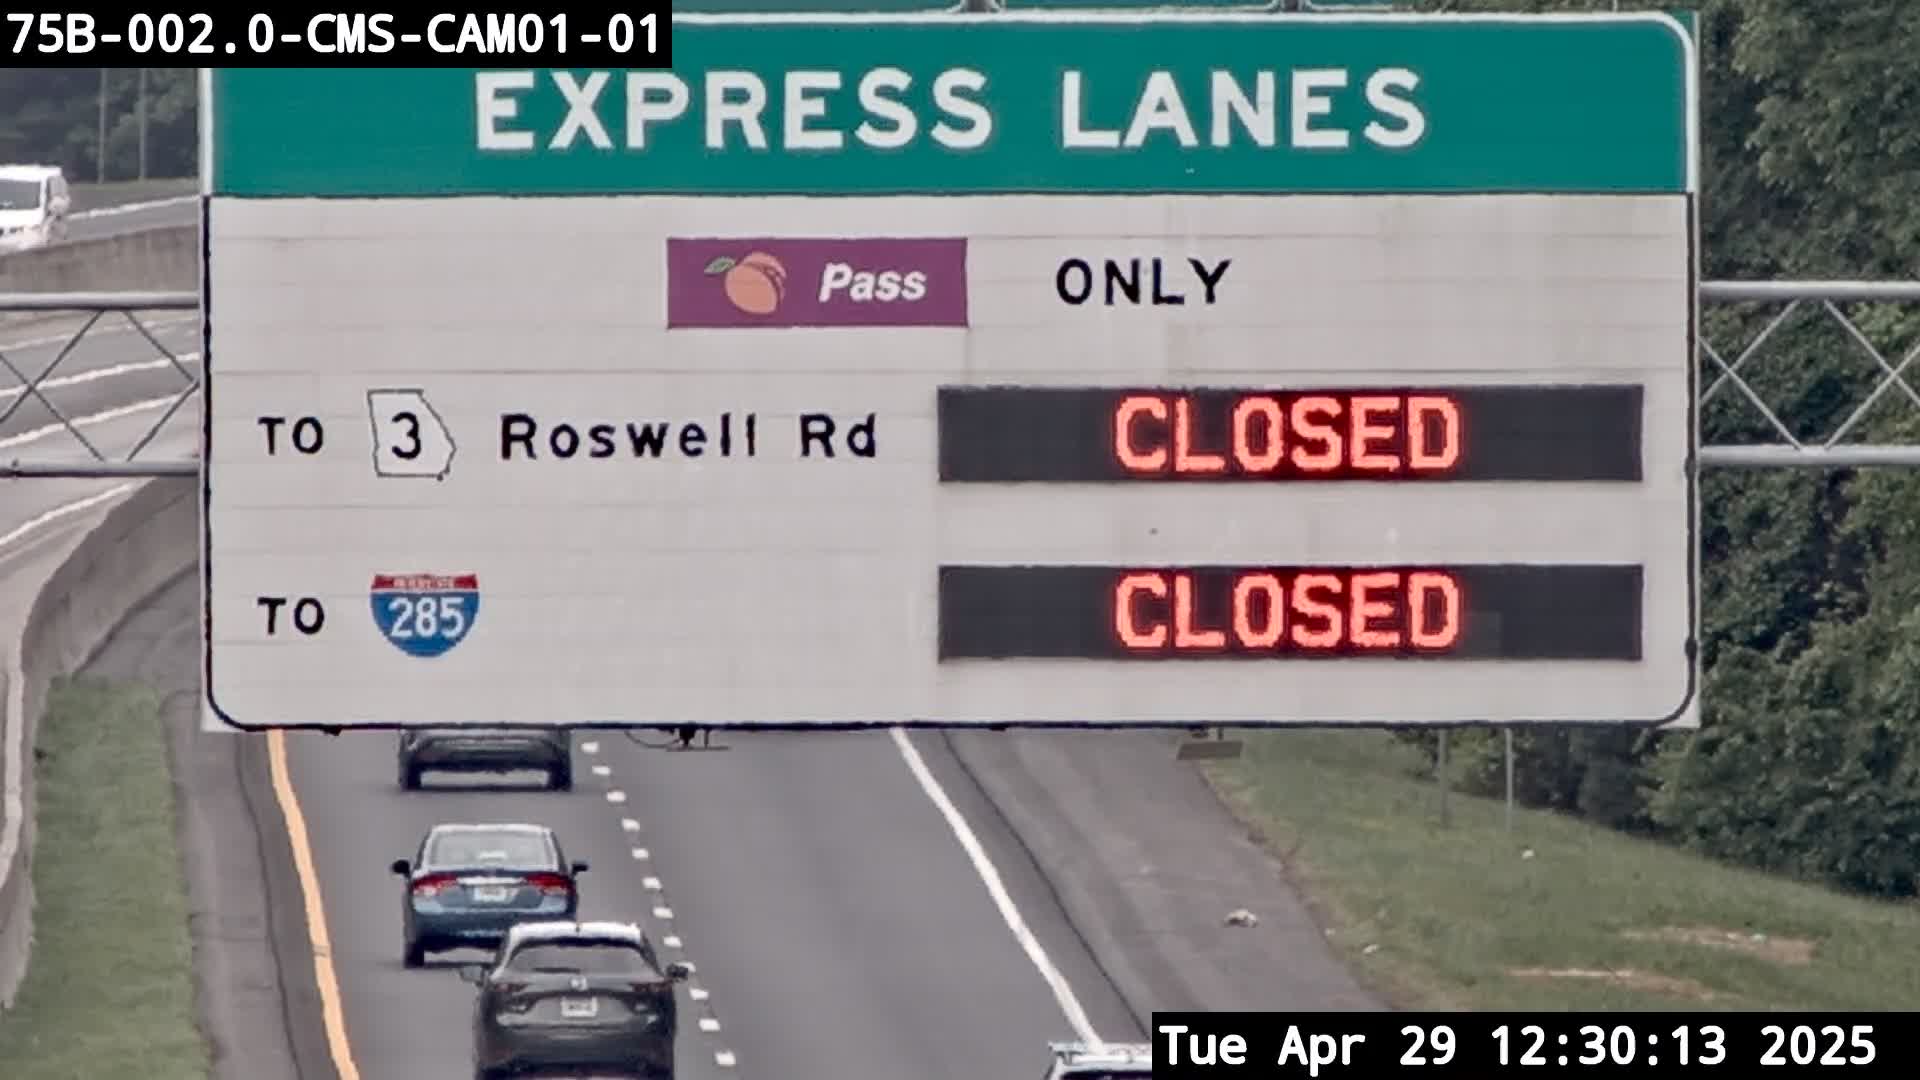 75B-002.0-CMS-CAM01-01
EXPRESS LANES
Pass ONLY
TO 3 Roswell Rd CLOSED
TO 285 CLOSED
Tue Apr 29 12:30:13 2025